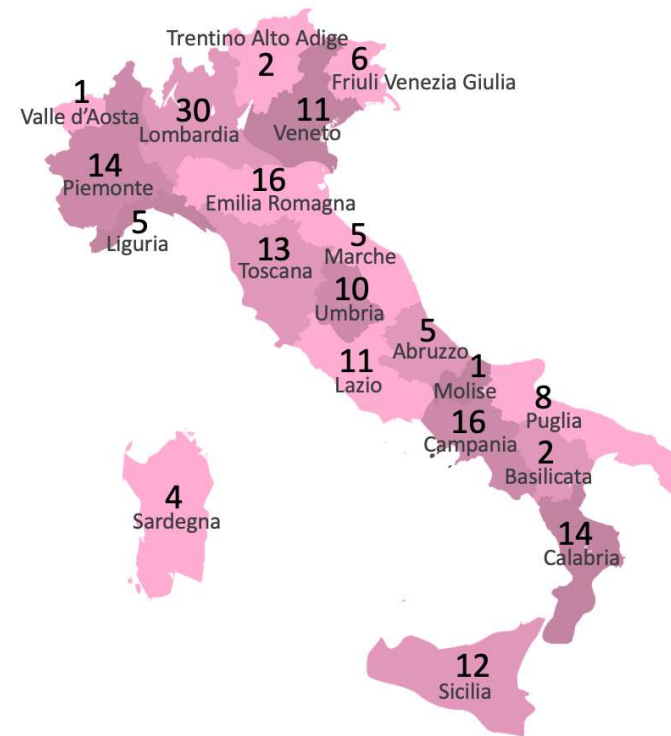 Trentino Alto Adige
2
6
Friuli Venezia Giulia
1
Valle d'Aosta
30
Lombardia
11
Veneto
14
Piemonte
16
Emilia Romagna
5
Liguria
13
Toscana
5
Marche
10
Umbria
5
Abruzzo
11
Lazio
1
Molise
8
Puglia
16
Campania
2
Basilicata
4
Sardegna
14
Calabria
12
Sicilia